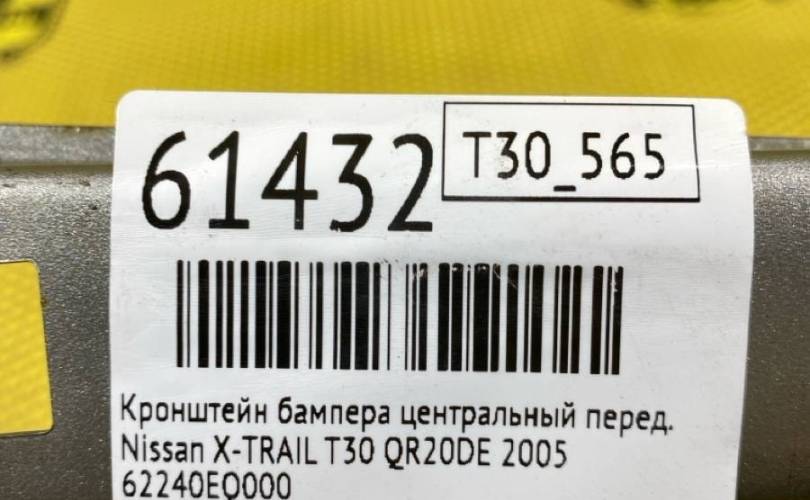 61432
T30_565
Кронштейн бампера центральный перед.
Nissan X-TRAIL T30 QR20DE 2005
62240EQ000